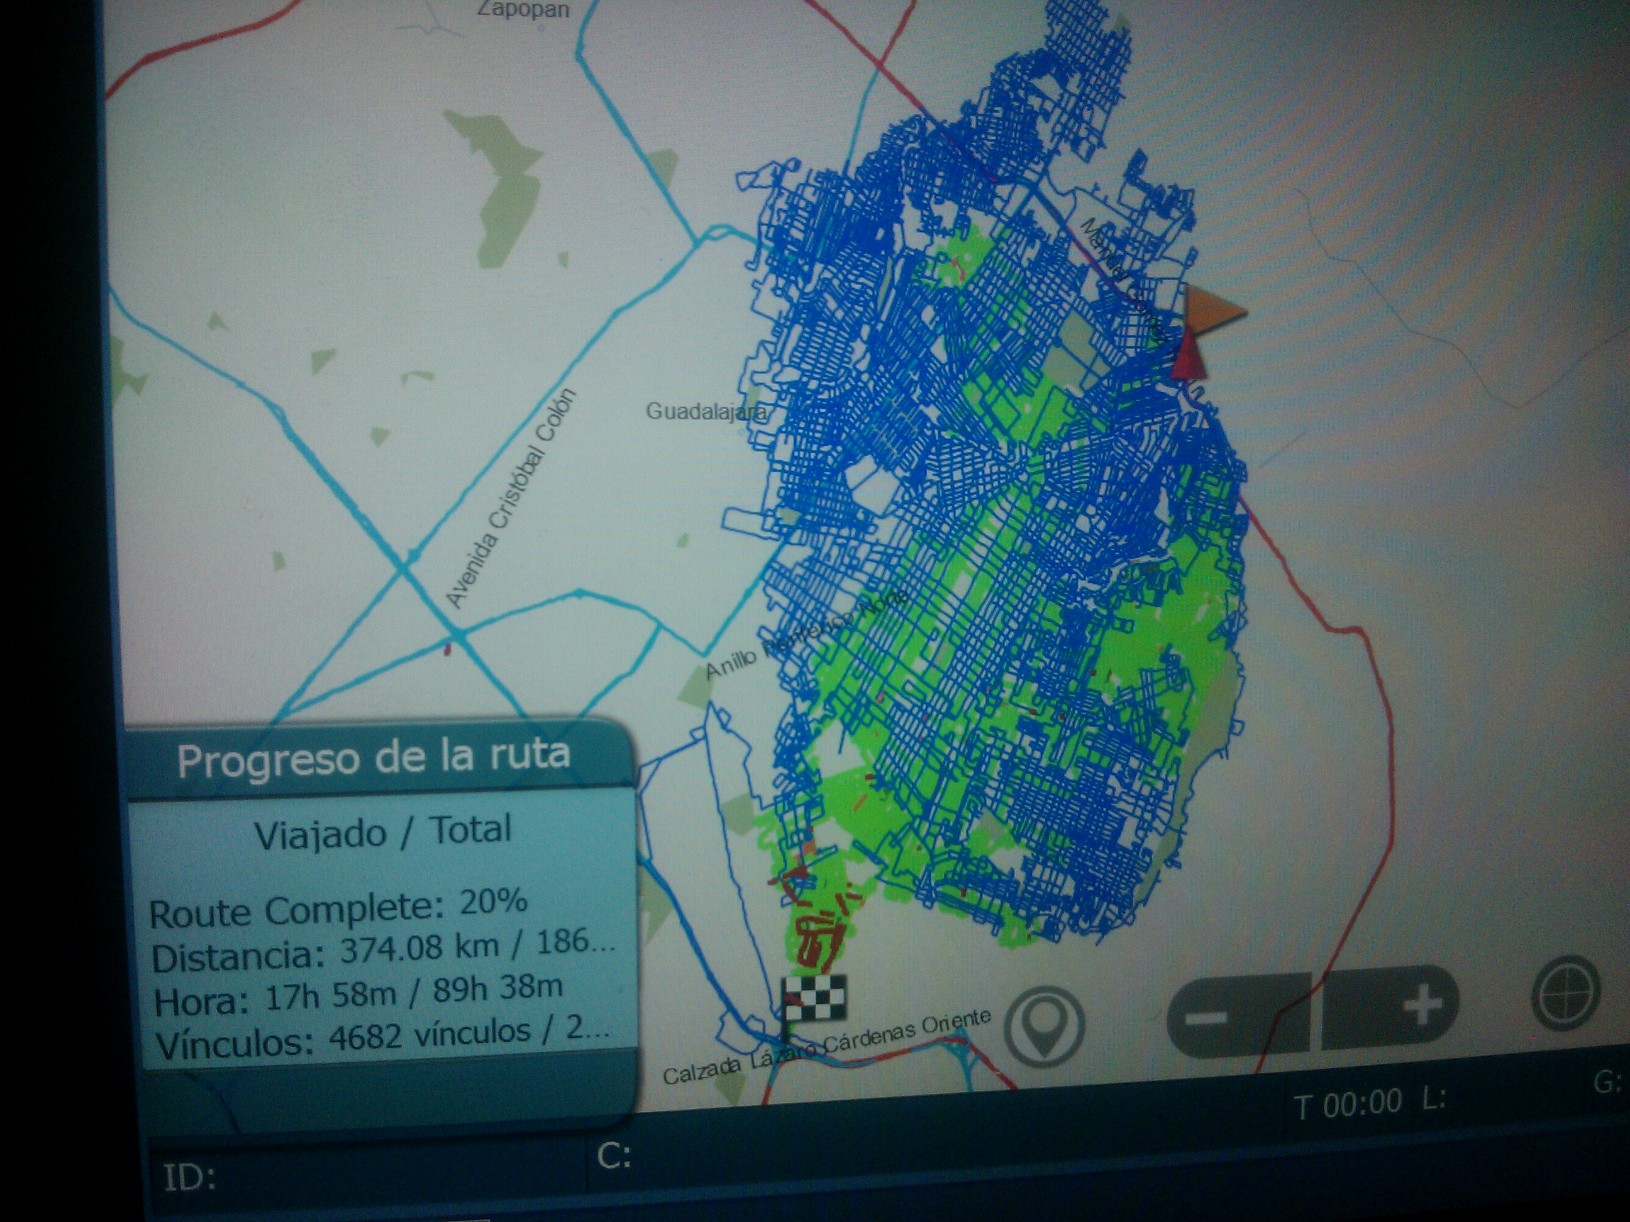 Zapopan
Manuel
Guadalajara
Avenida Cristóbal Colón
Anillo Periférico Norte
Progreso de la ruta
Viajado / Total
Route Complete: 20%
Distancia: 374.08 km / 186...
Hora: 17h 58m / 89h 38m
Vínculos: 4682 vínculos / 2...
Calzada Lázaro Cárdenas Oriente
T 00:00 L:
G:
C:
ID: